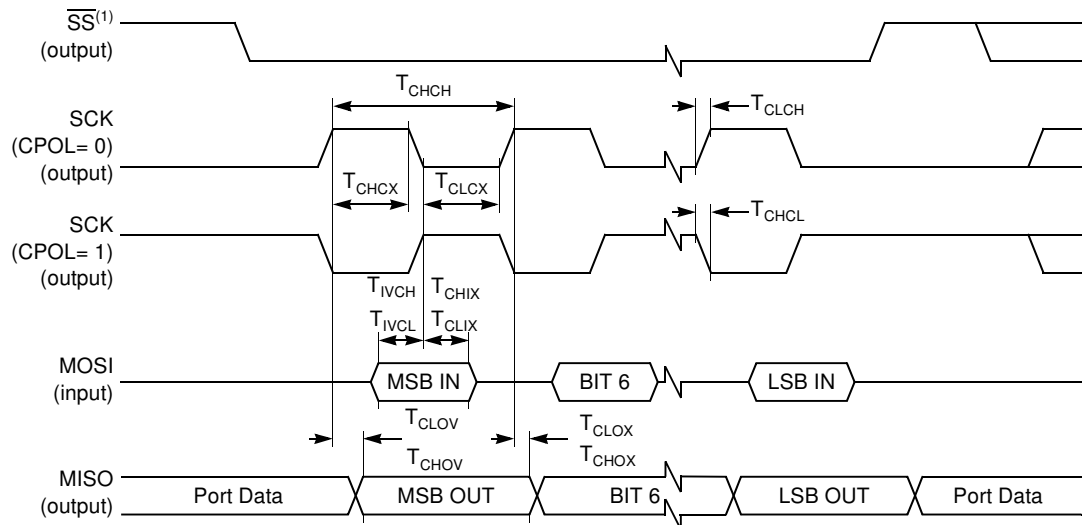 SS(1)
(output)
TCHCH
TCLCH
SCK
(CPOL= 0)
(output)
TCHCX
TCLCX
TCHCL
SCK
(CPOL= 1)
(output)
TIVCH
TCHIX
TIVCL
TCLIX
MOSI
(input)
MSB IN
BIT 6
LSB IN
TCLOV
TCLOX
TCHOV
TCHOX
MISO
(output)
Port Data
MSB OUT
BIT 6
LSB OUT
Port Data